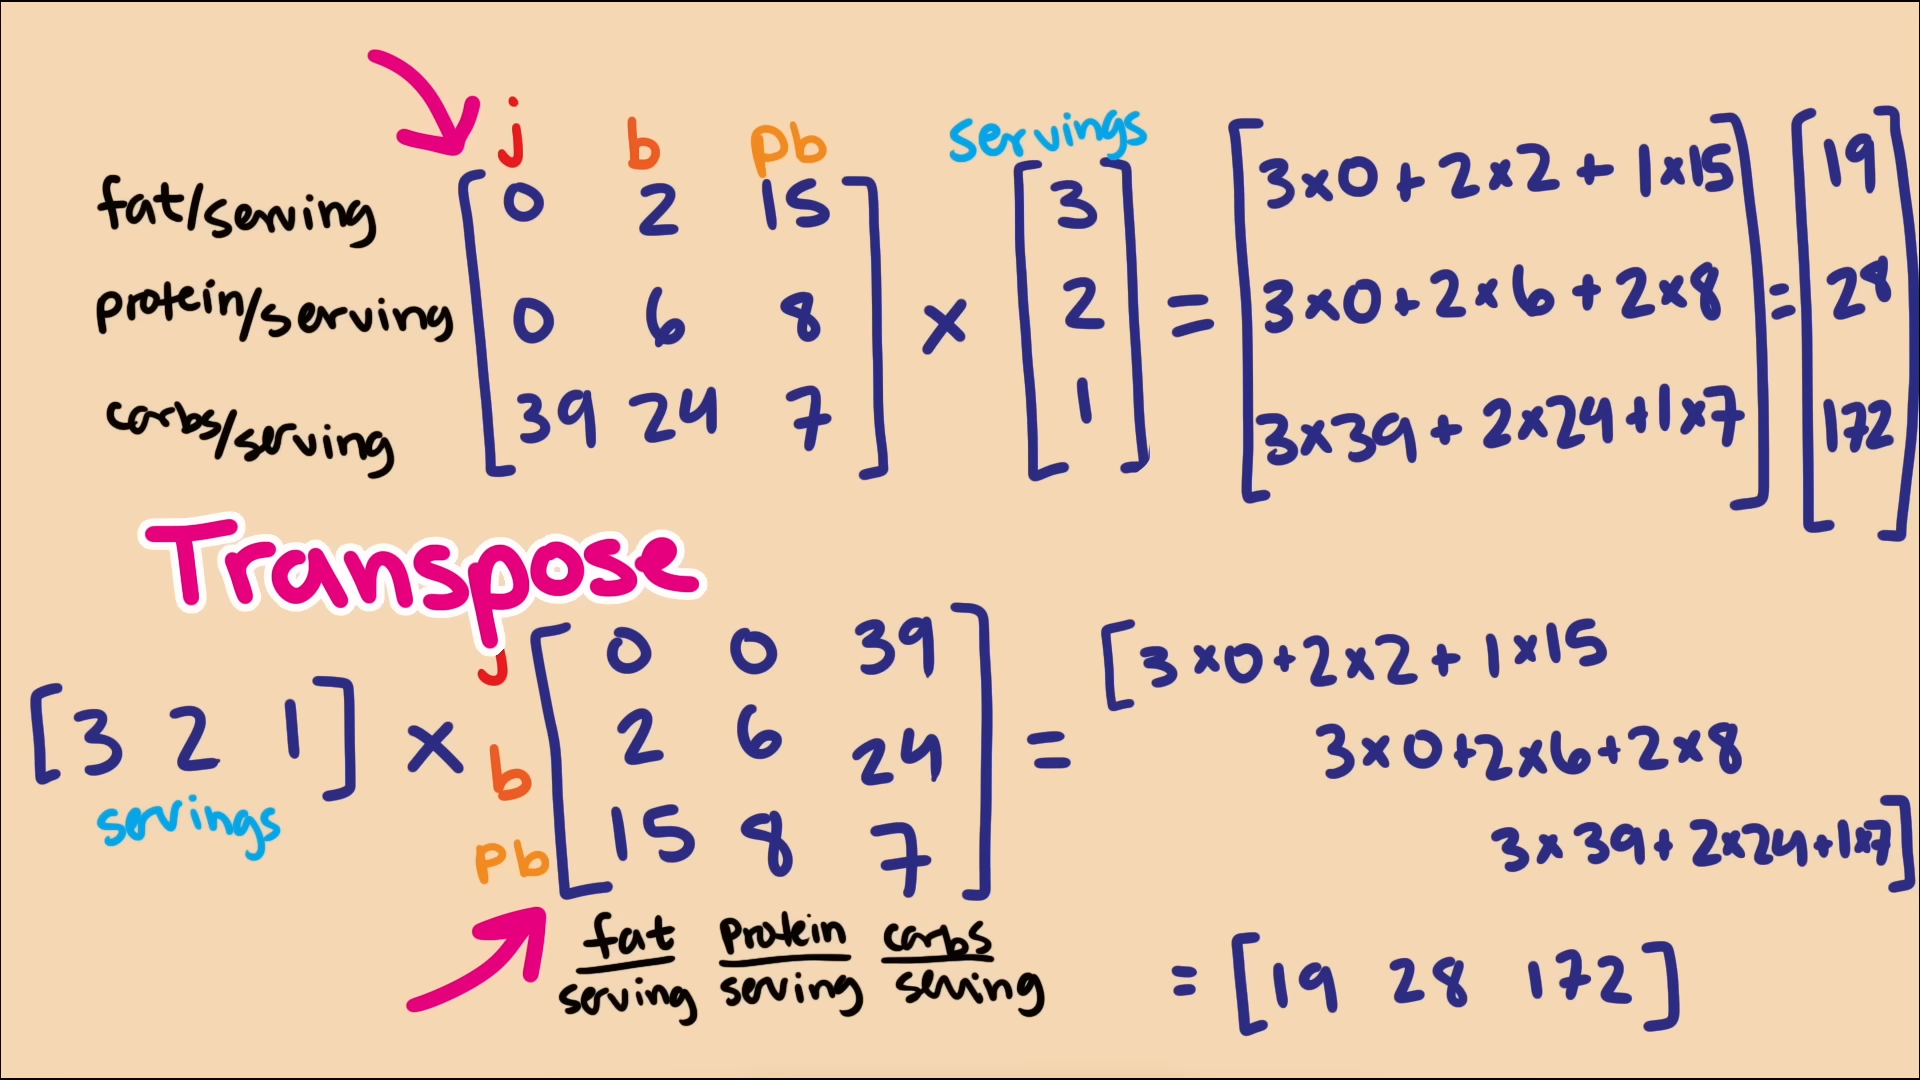 j b pb servings
fat/serving [0 2 15] [3] [3×0+2×2+1×15] [19]
protein/serving [0 6 8] × [2] = [3×0+2×6+2×8] = [28]
carbs/serving [39 24 7] [1] [3×39+2×24+1×7] [172]
Transpose
j [0 0 39] [3×0+2×2+1×15
[3 2 1] × b [2 6 24] = 3×0+2×6+2×8
servings pb [15 8 7] 3×39+2×24+1×7]
fat/serving protein/serving carbs/serving
= [19 28 172]